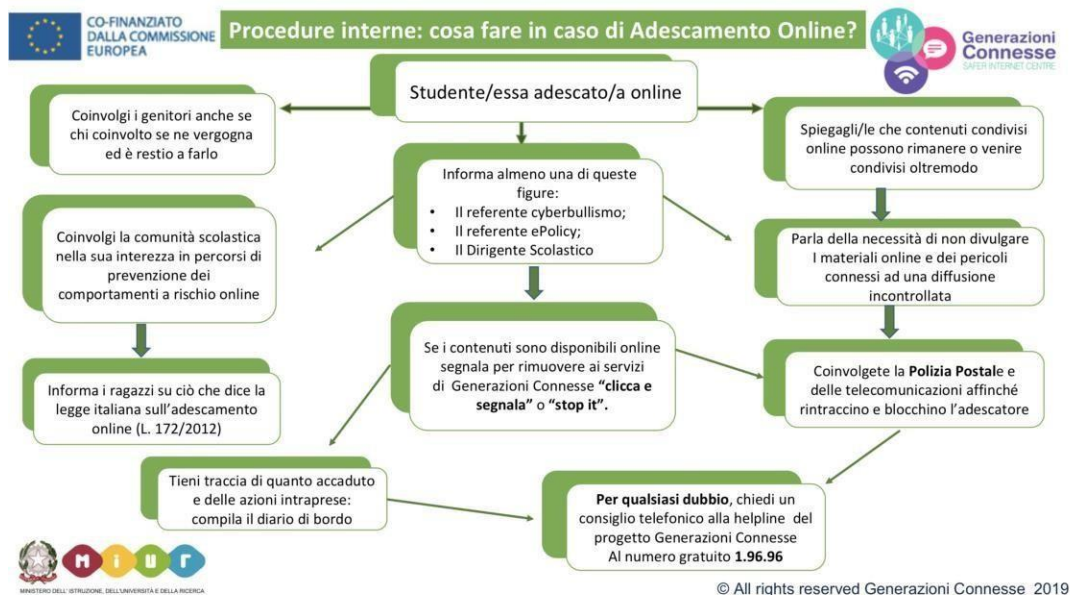 CO-FINANZIATO
DALLA COMMISSIONE
EUROPEA
Procedure interne: cosa fare in caso di Adescamento Online?
Generazioni
Connesse
SAFER INTERNET CENTRE
Studente/essa adescato/a online
Coinvolgi i genitori anche se
chi coinvolto se ne vergogna
ed è restio a farlo
Spiegagli/le che contenuti condivisi
online possono rimanere o venire
condivisi oltremodo
Informa almeno una di queste
figure:
• Il referente cyberbullismo;
• Il referente ePolicy;
• Il Dirigente Scolastico
Coinvolgi la comunità scolastica
nella sua interezza in percorsi di
prevenzione dei
comportamenti a rischio online
Parla della necessità di non divulgare
I materiali online e dei pericoli
connessi ad una diffusione
incontrollata
Se i contenuti sono disponibili online
segnala per rimuovere ai servizi
di Generazioni Connesse “clicca e
segnala” o “stop it”.
Informa i ragazzi su ciò che dice la
legge italiana sull’adescamento
online (L. 172/2012)
Coinvolgete la Polizia Postale e
delle telecomunicazioni affinché
rintraccino e blocchino l’adescatore
Tieni traccia di quanto accaduto
e delle azioni intraprese:
compila il diario di bordo
Per qualsiasi dubbio, chiedi un
consiglio telefonico alla helpline del
progetto Generazioni Connesse
Al numero gratuito 1.96.96
MIUR
MINISTERO DELL' ISTRUZIONE, DELL'UNIVERSITÀ E DELLA RICERCA
© All rights reserved Generazioni Connesse 2019